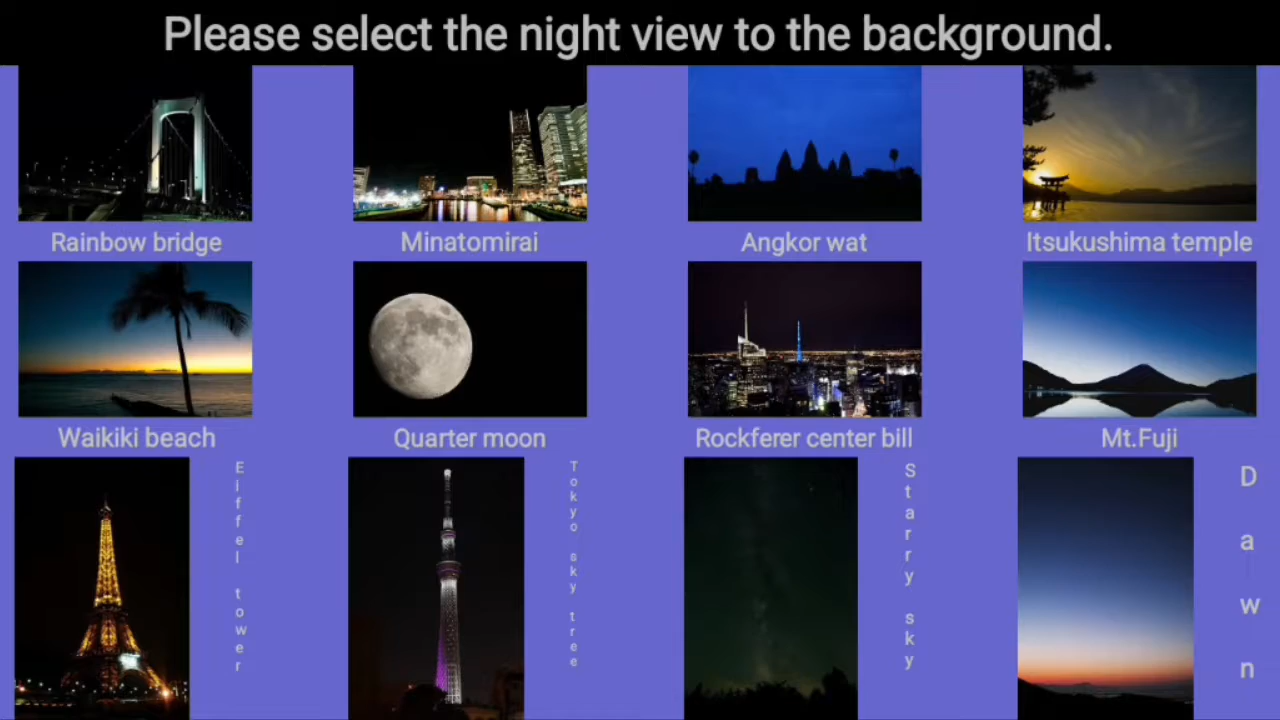 Please select the night view to the background.
Rainbow bridge
Minatomirai
Angkor wat
Itsukushima temple
Waikiki beach
Quarter moon
Rockferer center bill
Mt.Fuji
Eiffel tower
Tokyo sky tree
Starry sky
Dawn